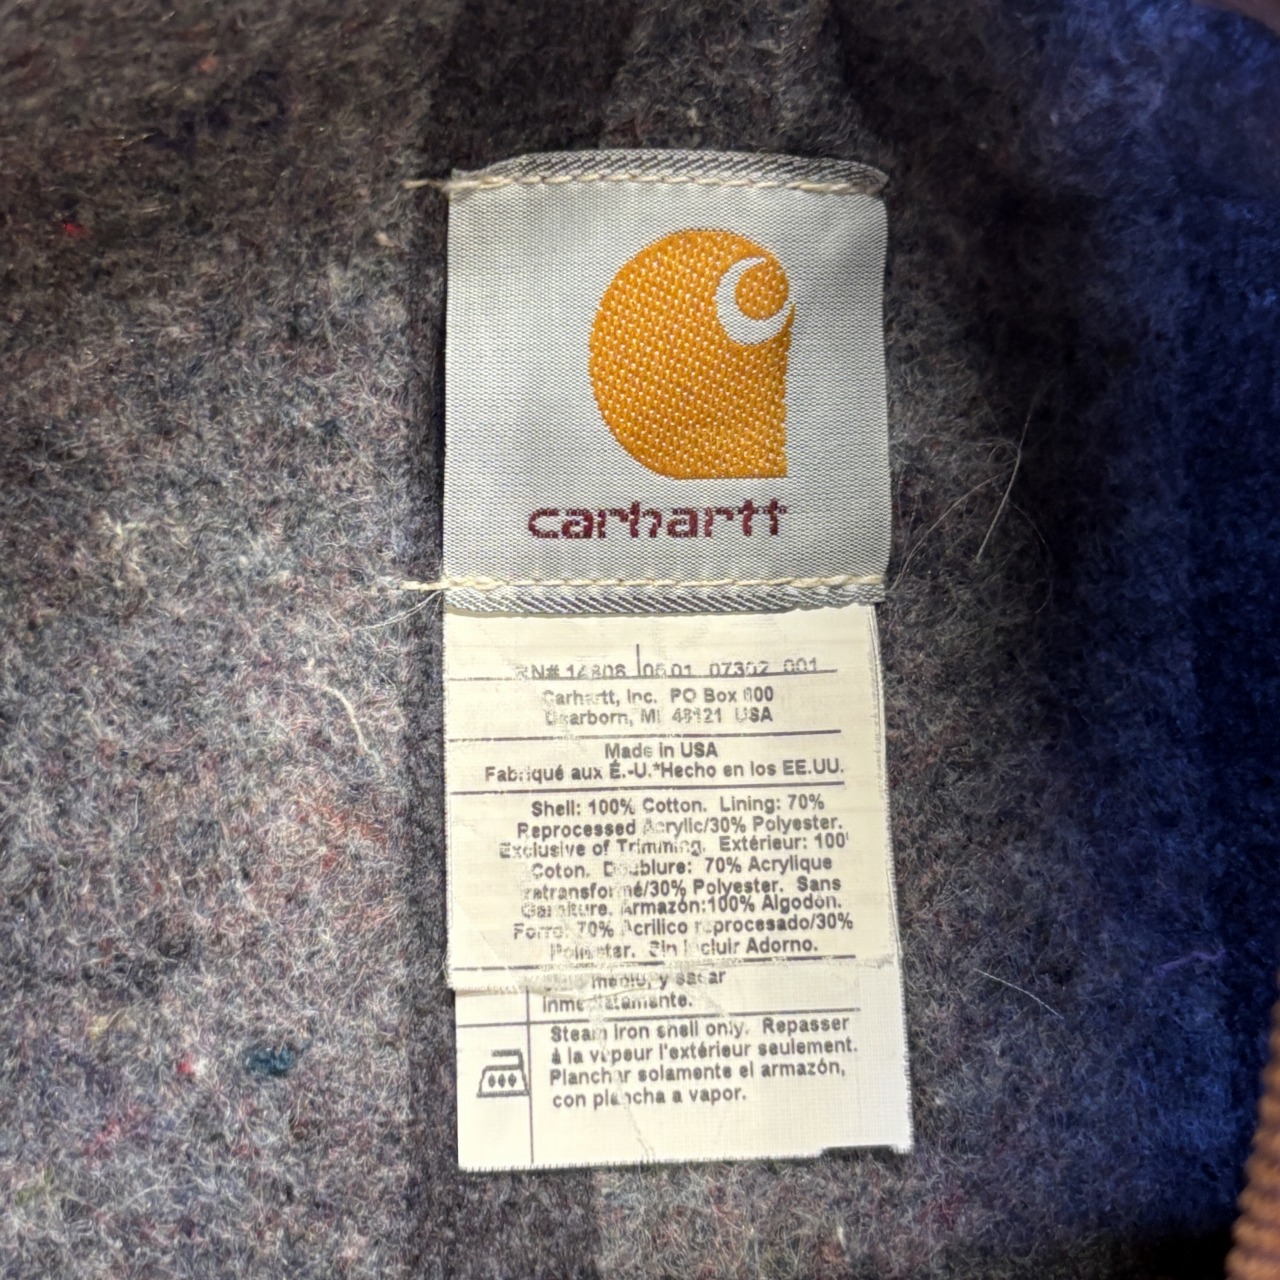 carhartt
RN# 14806 06 01 07302 001
Carhartt, Inc. PO Box 600
Dearborn, MI 48121 USA
Made in USA
Fabriqué aux É.-U.*Hecho en los EE.UU.
Shell: 100% Cotton. Lining: 70%
Reprocessed Acrylic/30% Polyester.
Exclusive of Trimming. Extérieur: 100
Coton. Doublure: 70% Acrylique
retransformé/30% Polyester. Sans
Garniture. Armazón:100% Algodón.
Forro: 70% Acrilico reprocesado/30%
Poliester. Sin Incluir Adorno.
medio, y sacar
inmediatamente.
Steam iron shell only. Repasser
à la vapeur l'extérieur seulement.
Planchar solamente el armazón,
con plancha a vapor.